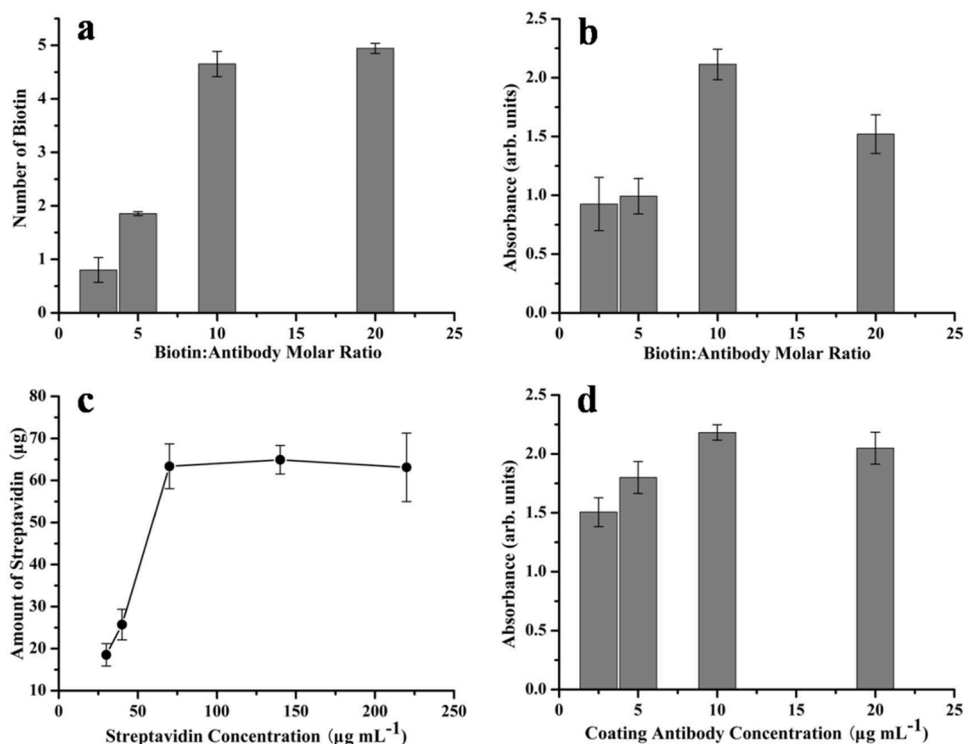 a
Number of Biotin
5
4
3
2
1
0
0 5 10 15 20 25
Biotin:Antibody Molar Ratio
b
Absorbance (arb. units)
2.5
2.0
1.5
1.0
0.5
0.0
0 5 10 15 20 25
Biotin:Antibody Molar Ratio
c
Amount of Streptavidin (µg)
80
70
60
50
40
30
20
10
0 50 100 150 200 250
Streptavidin Concentration (µg mL-1)
d
Absorbance (arb. units)
2.5
2.0
1.5
1.0
0.5
0.0
0 5 10 15 20 25
Coating Antibody Concentration (µg mL-1)